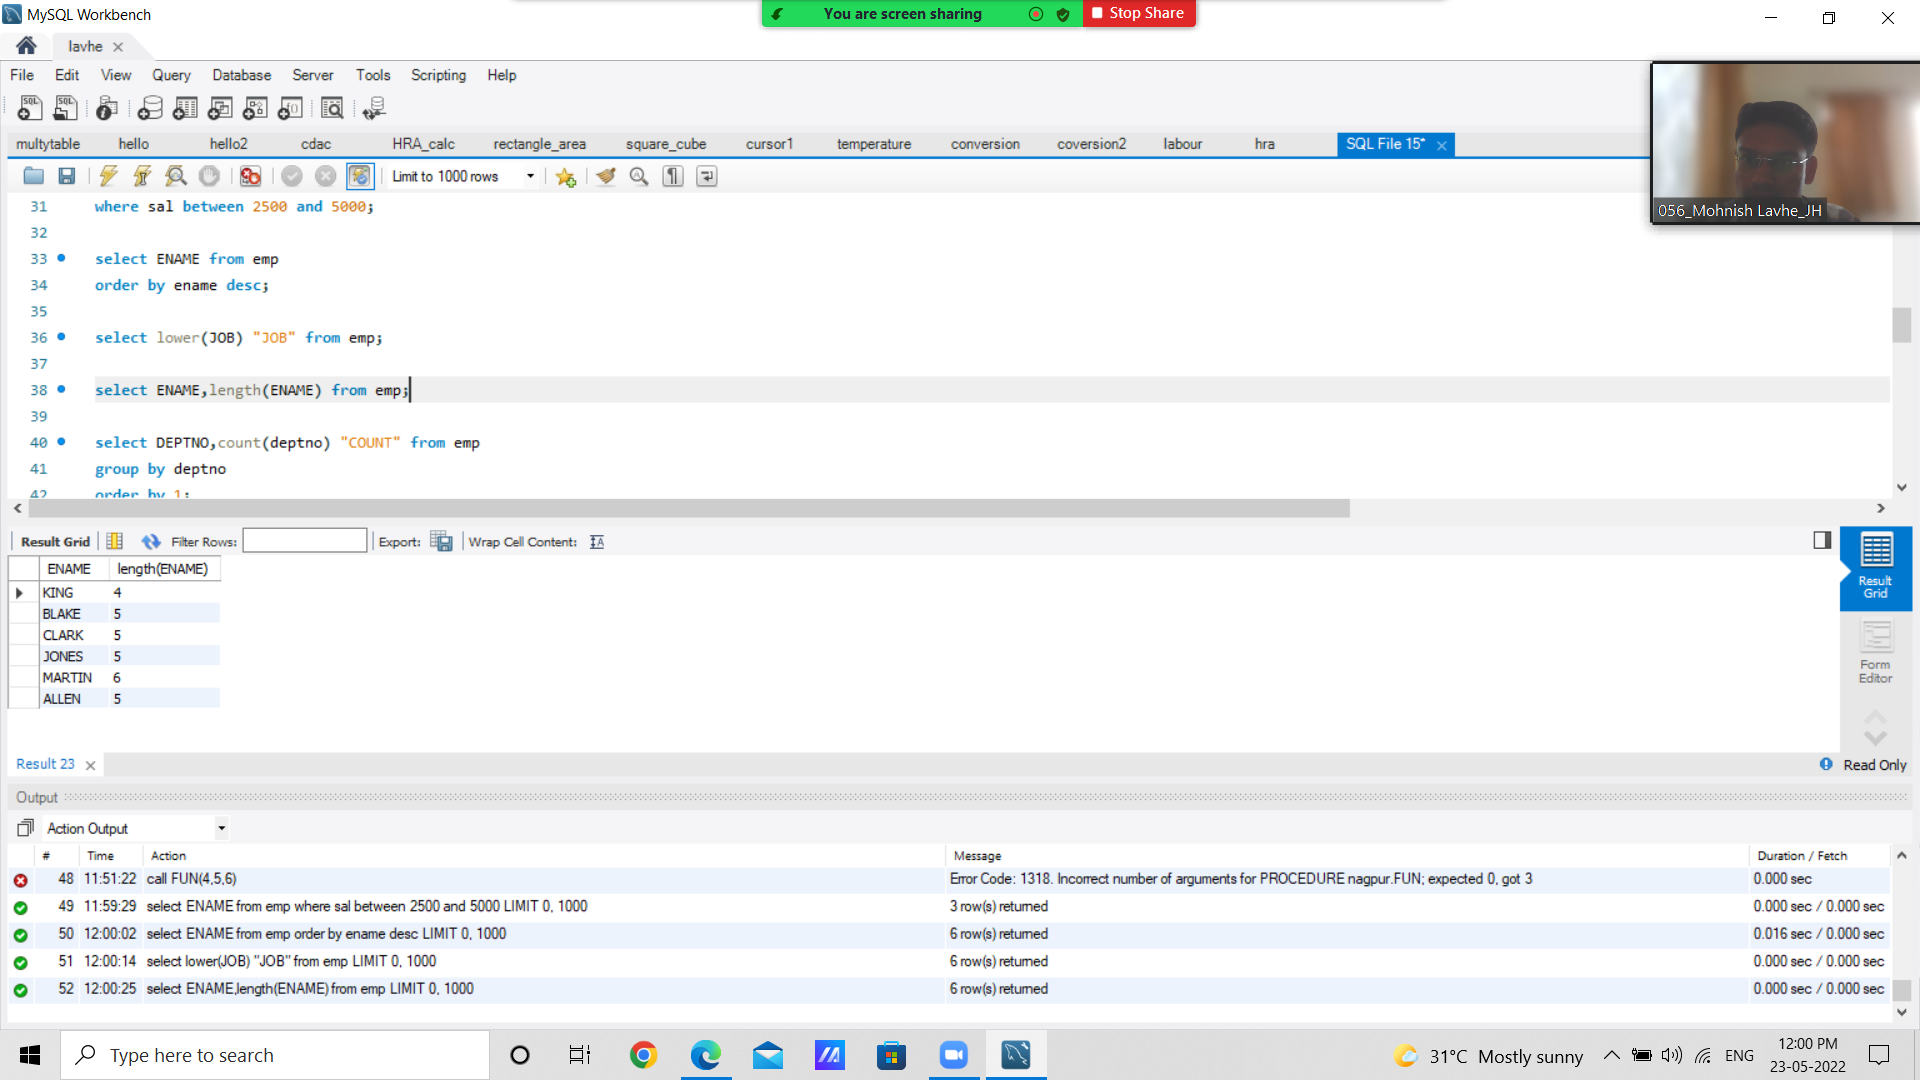 MySQL Workbench
You are screen sharing
Stop Share
lavhe
File Edit View Query Database Server Tools Scripting Help
multytable hello hello2 cdac HRA_calc rectangle_area square_cube cursor1 temperature conversion coversion2 labour hra SQL File 15*
Limit to 1000 rows
056_Mohnish Lavhe_JH
31 where sal between 2500 and 5000;
32
33 select ENAME from emp
34 order by ename desc;
35
36 select lower(JOB) "JOB" from emp;
37
38 select ENAME,length(ENAME) from emp;
39
40 select DEPTNO,count(deptno) "COUNT" from emp
41 group by deptno
42 order by 1;
Result Grid Filter Rows: Export: Wrap Cell Content:
ENAME length(ENAME)
KING 4
BLAKE 5
CLARK 5
JONES 5
MARTIN 6
ALLEN 5
Result Grid
Form Editor
Result 23
Read Only
Output
Action Output
# Time Action Message Duration / Fetch
48 11:51:22 call FUN(4,5,6) Error Code: 1318. Incorrect number of arguments for PROCEDURE nagpur.FUN; expected 0, got 3 0.000 sec
49 11:59:29 select ENAME from emp where sal between 2500 and 5000 LIMIT 0, 1000 3 row(s) returned 0.000 sec / 0.000 sec
50 12:00:02 select ENAME from emp order by ename desc LIMIT 0, 1000 6 row(s) returned 0.016 sec / 0.000 sec
51 12:00:14 select lower(JOB) "JOB" from emp LIMIT 0, 1000 6 row(s) returned 0.000 sec / 0.000 sec
52 12:00:25 select ENAME,length(ENAME) from emp LIMIT 0, 1000 6 row(s) returned 0.000 sec / 0.000 sec
Type here to search
31°C Mostly sunny
ENG
12:00 PM
23-05-2022